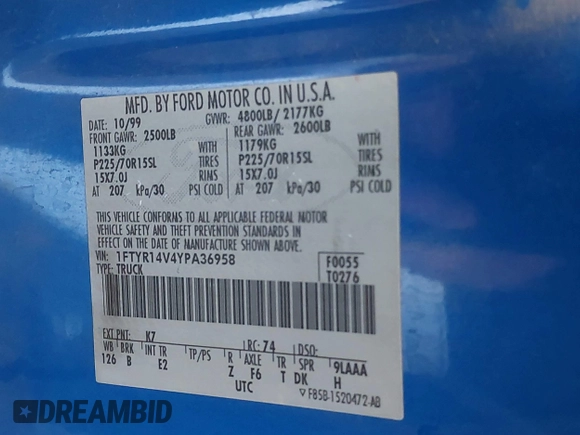 MFD. BY FORD MOTOR CO. IN U.S.A.
DATE: 10/99 GVWR: 4800LB/ 2177KG
FRONT GAWR: 2500LB REAR GAWR: 2600LB
1133KG WITH 1179KG WITH
P225/70R15SL TIRES P225/70R15SL TIRES
15X7.0J RIMS 15X7.0J RIMS
AT 207 kPa/30 PSI COLD AT 207 kPa/30 PSI COLD
THIS VEHICLE CONFORMS TO ALL APPLICABLE FEDERAL MOTOR
VEHICLE SAFETY AND THEFT PREVENTION STANDARDS IN
EFFECT ON THE DATE OF MANUFACTURE SHOWN ABOVE.
VIN: 1FTYR14V4YPA36958 F0055
TYPE: TRUCK T0276
EXT PNT: K7 RC: 74 DSO:
WB BRK INT TR TP/PS R AXLE TR SPR 9LAAA
126 B E2 Z F6 T DK H
UTC F85B-1520472-AB
DREAMBID